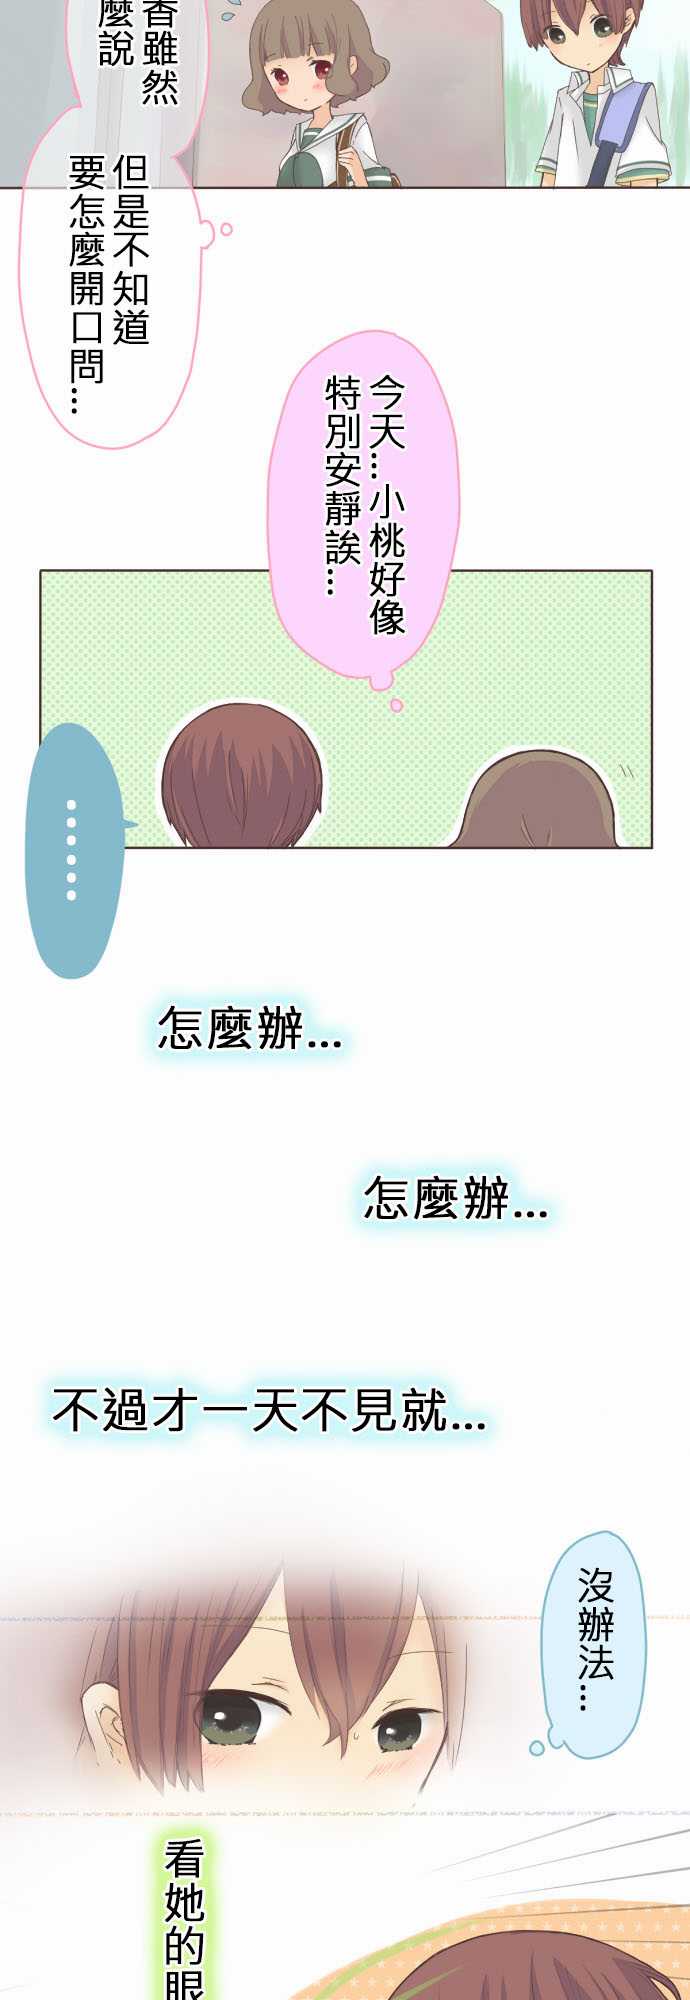 香雖然
麼說
但是不知道
要怎麼開口問…
今天…小桃好像
特別安靜誒…
……
怎麼辦...
怎麼辦...
不過才一天不見就...
沒辦法…
看她的眼